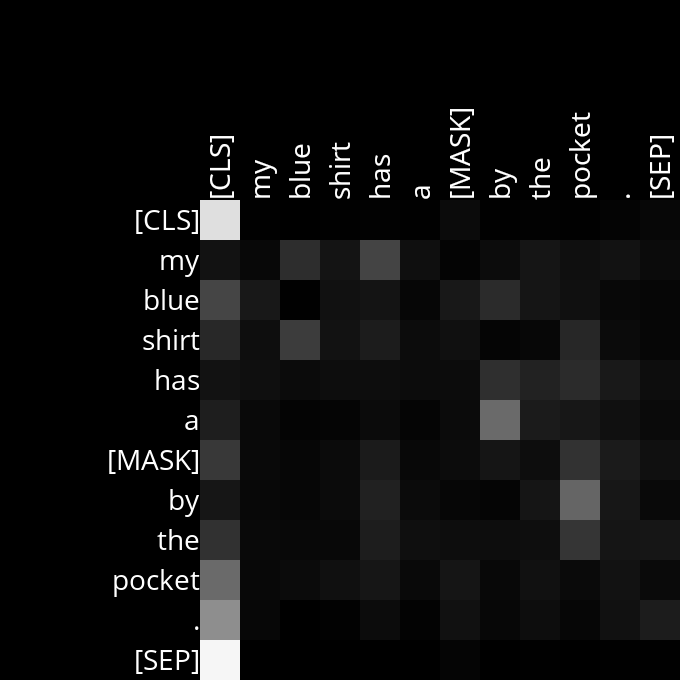 [CLS] my blue shirt has a [MASK] by the pocket . [SEP]
[CLS]
my
blue
shirt
has
a
[MASK]
by
the
pocket
.
[SEP]